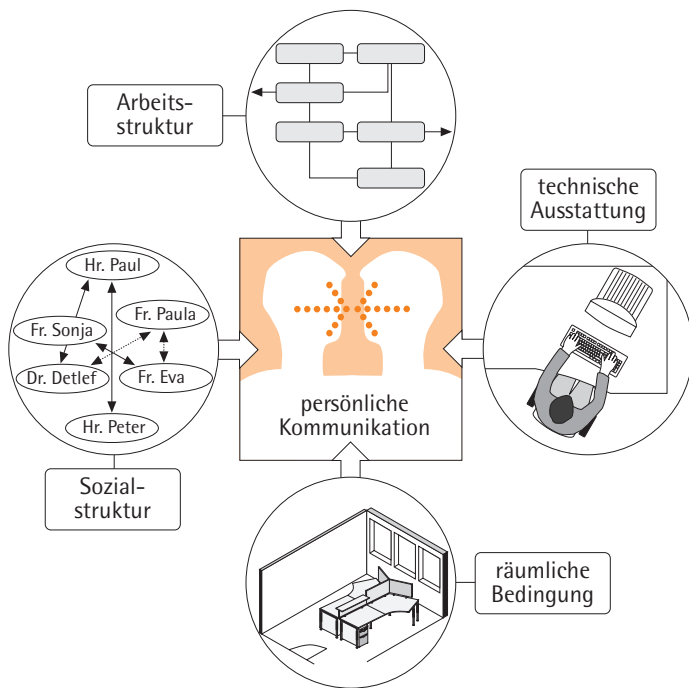 Arbeits-
struktur
technische
Ausstattung
Hr. Paul
Fr. Paula
Fr. Sonja
Dr. Detlef
Fr. Eva
Hr. Peter
persönliche
Kommunikation
Sozial-
struktur
räumliche
Bedingung